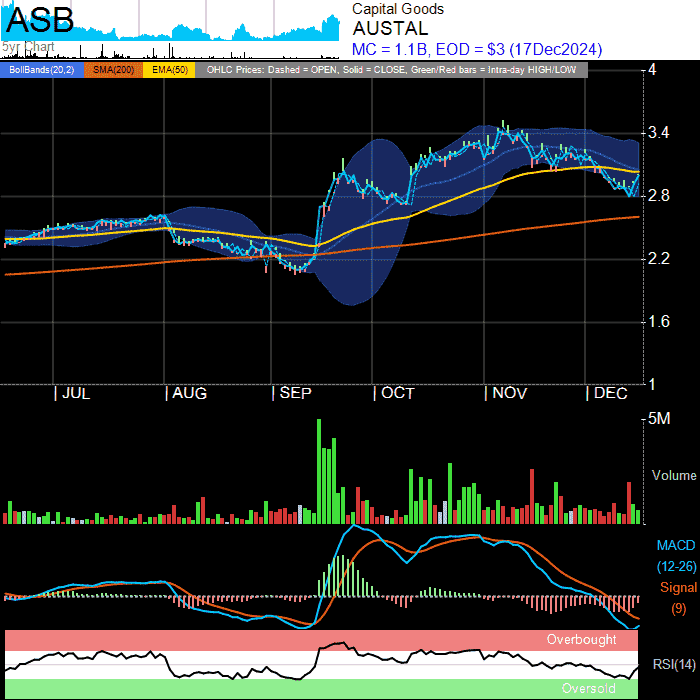 ASB
5yr Chart
Capital Goods
AUSTAL
MC = 1.1B, EOD = $3 (17Dec2024)
BollBands(20,2) SMA(200) EMA(50) OHLC Prices: Dashed = OPEN, Solid = CLOSE, Green/Red bars = Intra-day HIGH/LOW
4
3.4
2.8
2.2
1.6
1
| JUL | AUG | SEP | OCT | NOV | DEC
5M
Volume
MACD
(12-26)
Signal
(9)
Overbought
RSI(14)
Oversold